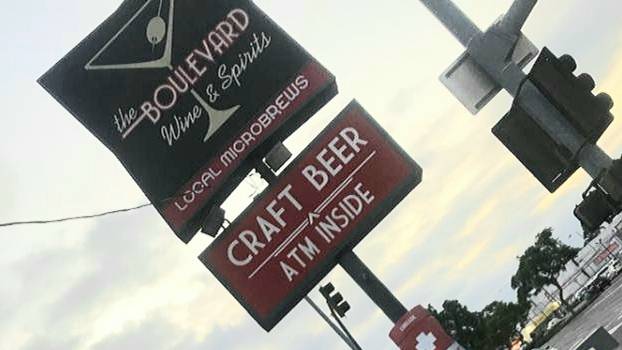 the BOULEVARD
Wine & Spirits
LOCAL MICROBREWS
CRAFT BEER
ATM INSIDE